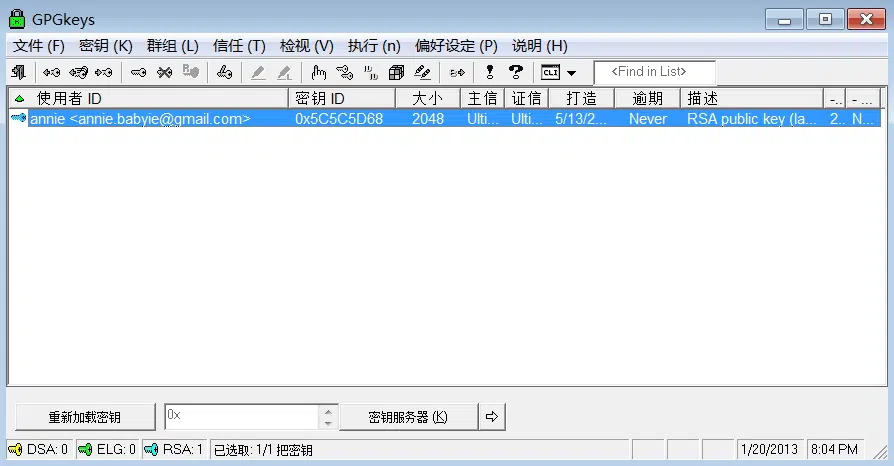 GPGkeys
文件 (F) 密钥 (K) 群组 (L) 信任 (T) 检视 (V) 执行 (n) 偏好设定 (P) 说明 (H)
CLI <Find in List>
使用者 ID 密钥 ID 大小 主信 证信 打造 逾期 描述 -.. - ...
annie <annie.babyie@gmail.com> 0x5C5C5D68 2048 Ulti... Ulti... 5/13/2... Never RSA public key (la... 2.. N...
重新加载密钥 0x 密钥服务器 (K)
DSA: 0 ELG: 0 RSA: 1 已选取: 1/1 把密钥 1/20/2013 8:04 PM